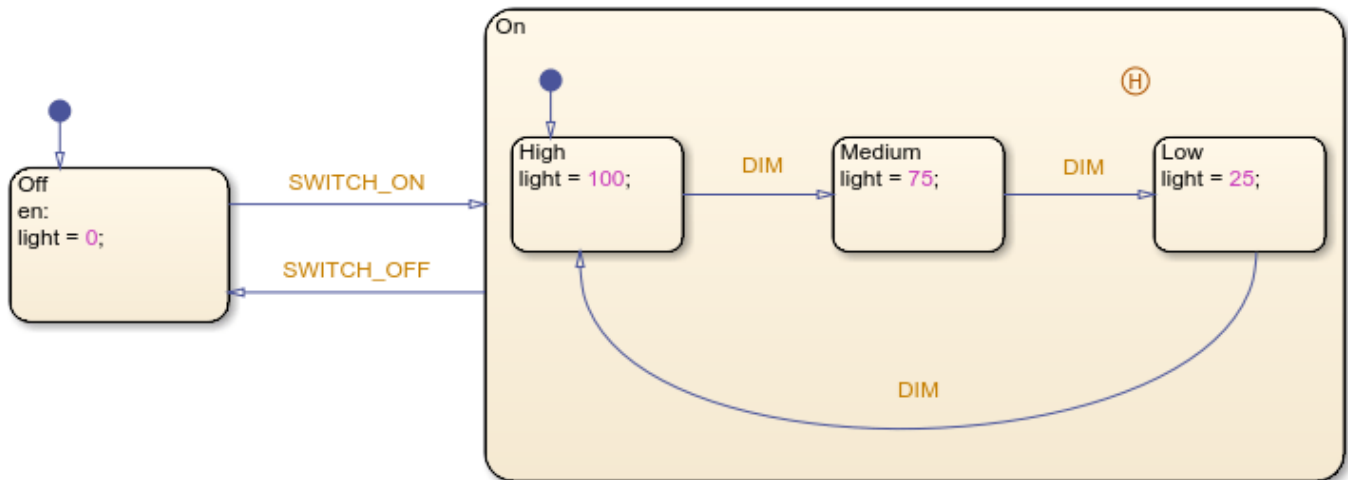 On
H
High
light = 100;
DIM
Medium
light = 75;
DIM
Low
light = 25;
Off
en:
light = 0;
SWITCH_ON
SWITCH_OFF
DIM